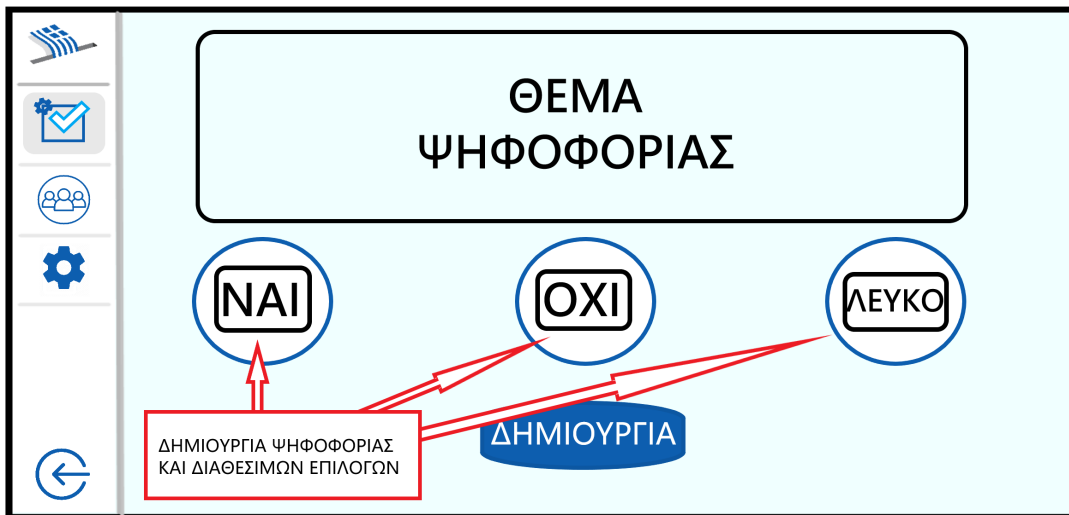 ΘΕΜΑ
ΨΗΦΟΦΟΡΙΑΣ
ΝΑΙ
ΟΧΙ
ΛΕΥΚΟ
ΔΗΜΙΟΥΡΓΙΑ
ΔΗΜΙΟΥΡΓΙΑ ΨΗΦΟΦΟΡΙΑΣ
ΚΑΙ ΔΙΑΘΕΣΙΜΩΝ ΕΠΙΛΟΓΩΝ